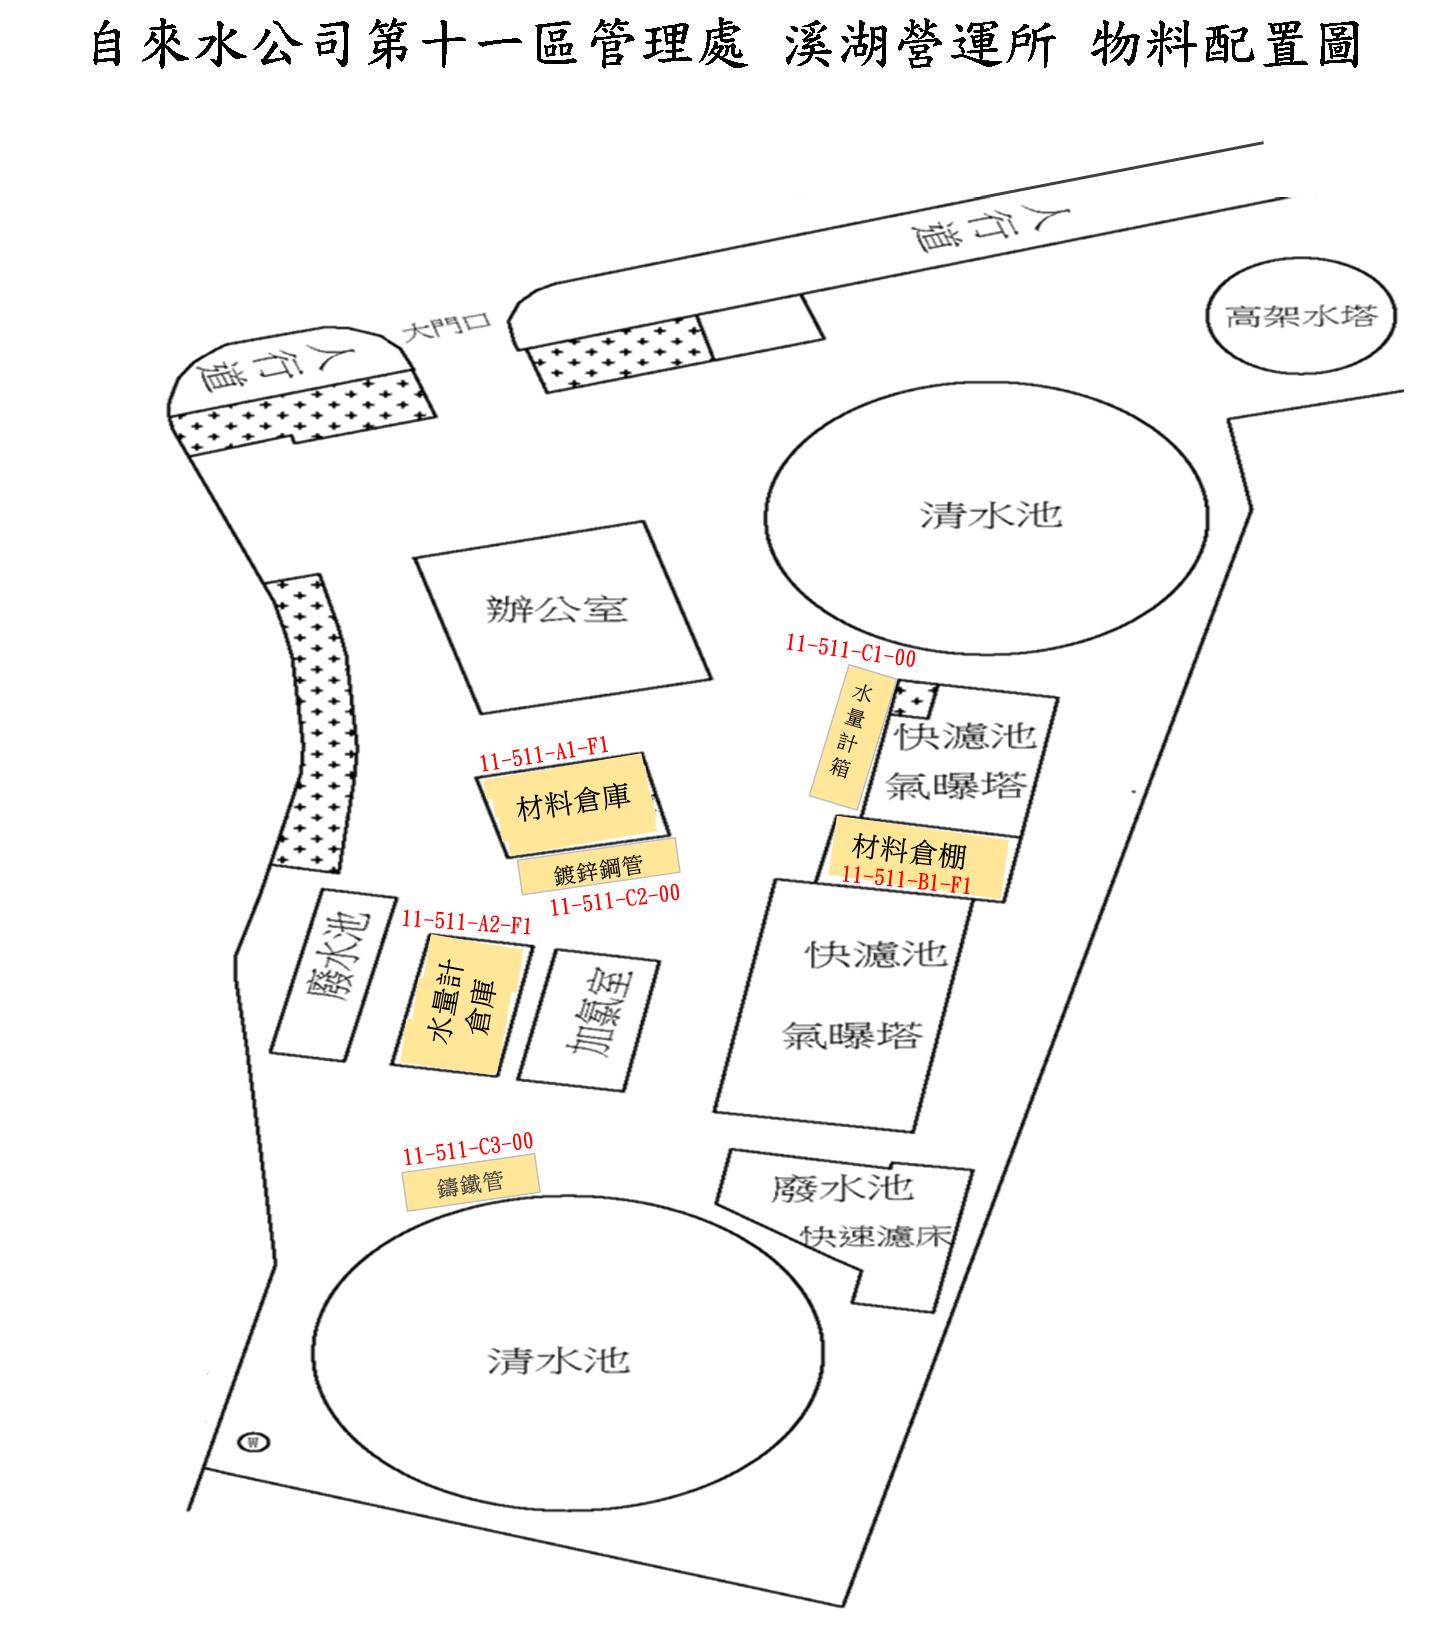 自來水公司第十一區管理處 溪湖營運所 物料配置圖
人行道
高架水塔
大門口
人行道
清水池
辦公室
11-511-C1-00
水量計箱
快濾池
氣曝塔
11-511-A1-F1
材料倉庫
鍍鋅鋼管
11-511-C2-00
材料倉棚
11-511-B1-F1
廢水池
11-511-A2-F1
水量計
倉庫
加氯室
快濾池
氣曝塔
11-511-C3-00
鑄鐵管
廢水池
快速濾床
清水池
W